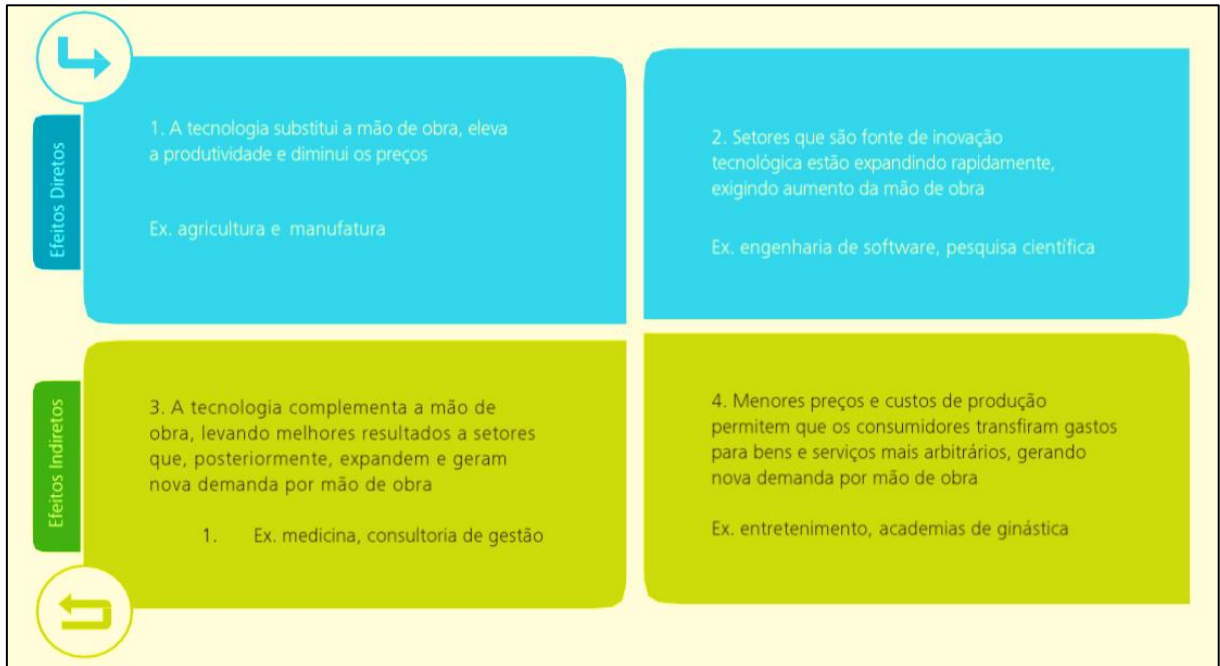 Efeitos Diretos
1. A tecnologia substitui a mão de obra, eleva
a produtividade e diminui os preços
Ex. agricultura e manufatura
2. Setores que são fonte de inovação
tecnológica estão expandindo rapidamente,
exigindo aumento da mão de obra
Ex. engenharia de software, pesquisa científica
Efeitos Indiretos
3. A tecnologia complementa a mão de
obra, levando melhores resultados a setores
que, posteriormente, expandem e geram
nova demanda por mão de obra
1. Ex. medicina, consultoria de gestão
4. Menores preços e custos de produção
permitem que os consumidores transfiram gastos
para bens e serviços mais arbitrários, gerando
nova demanda por mão de obra
Ex. entretenimento, academias de ginástica